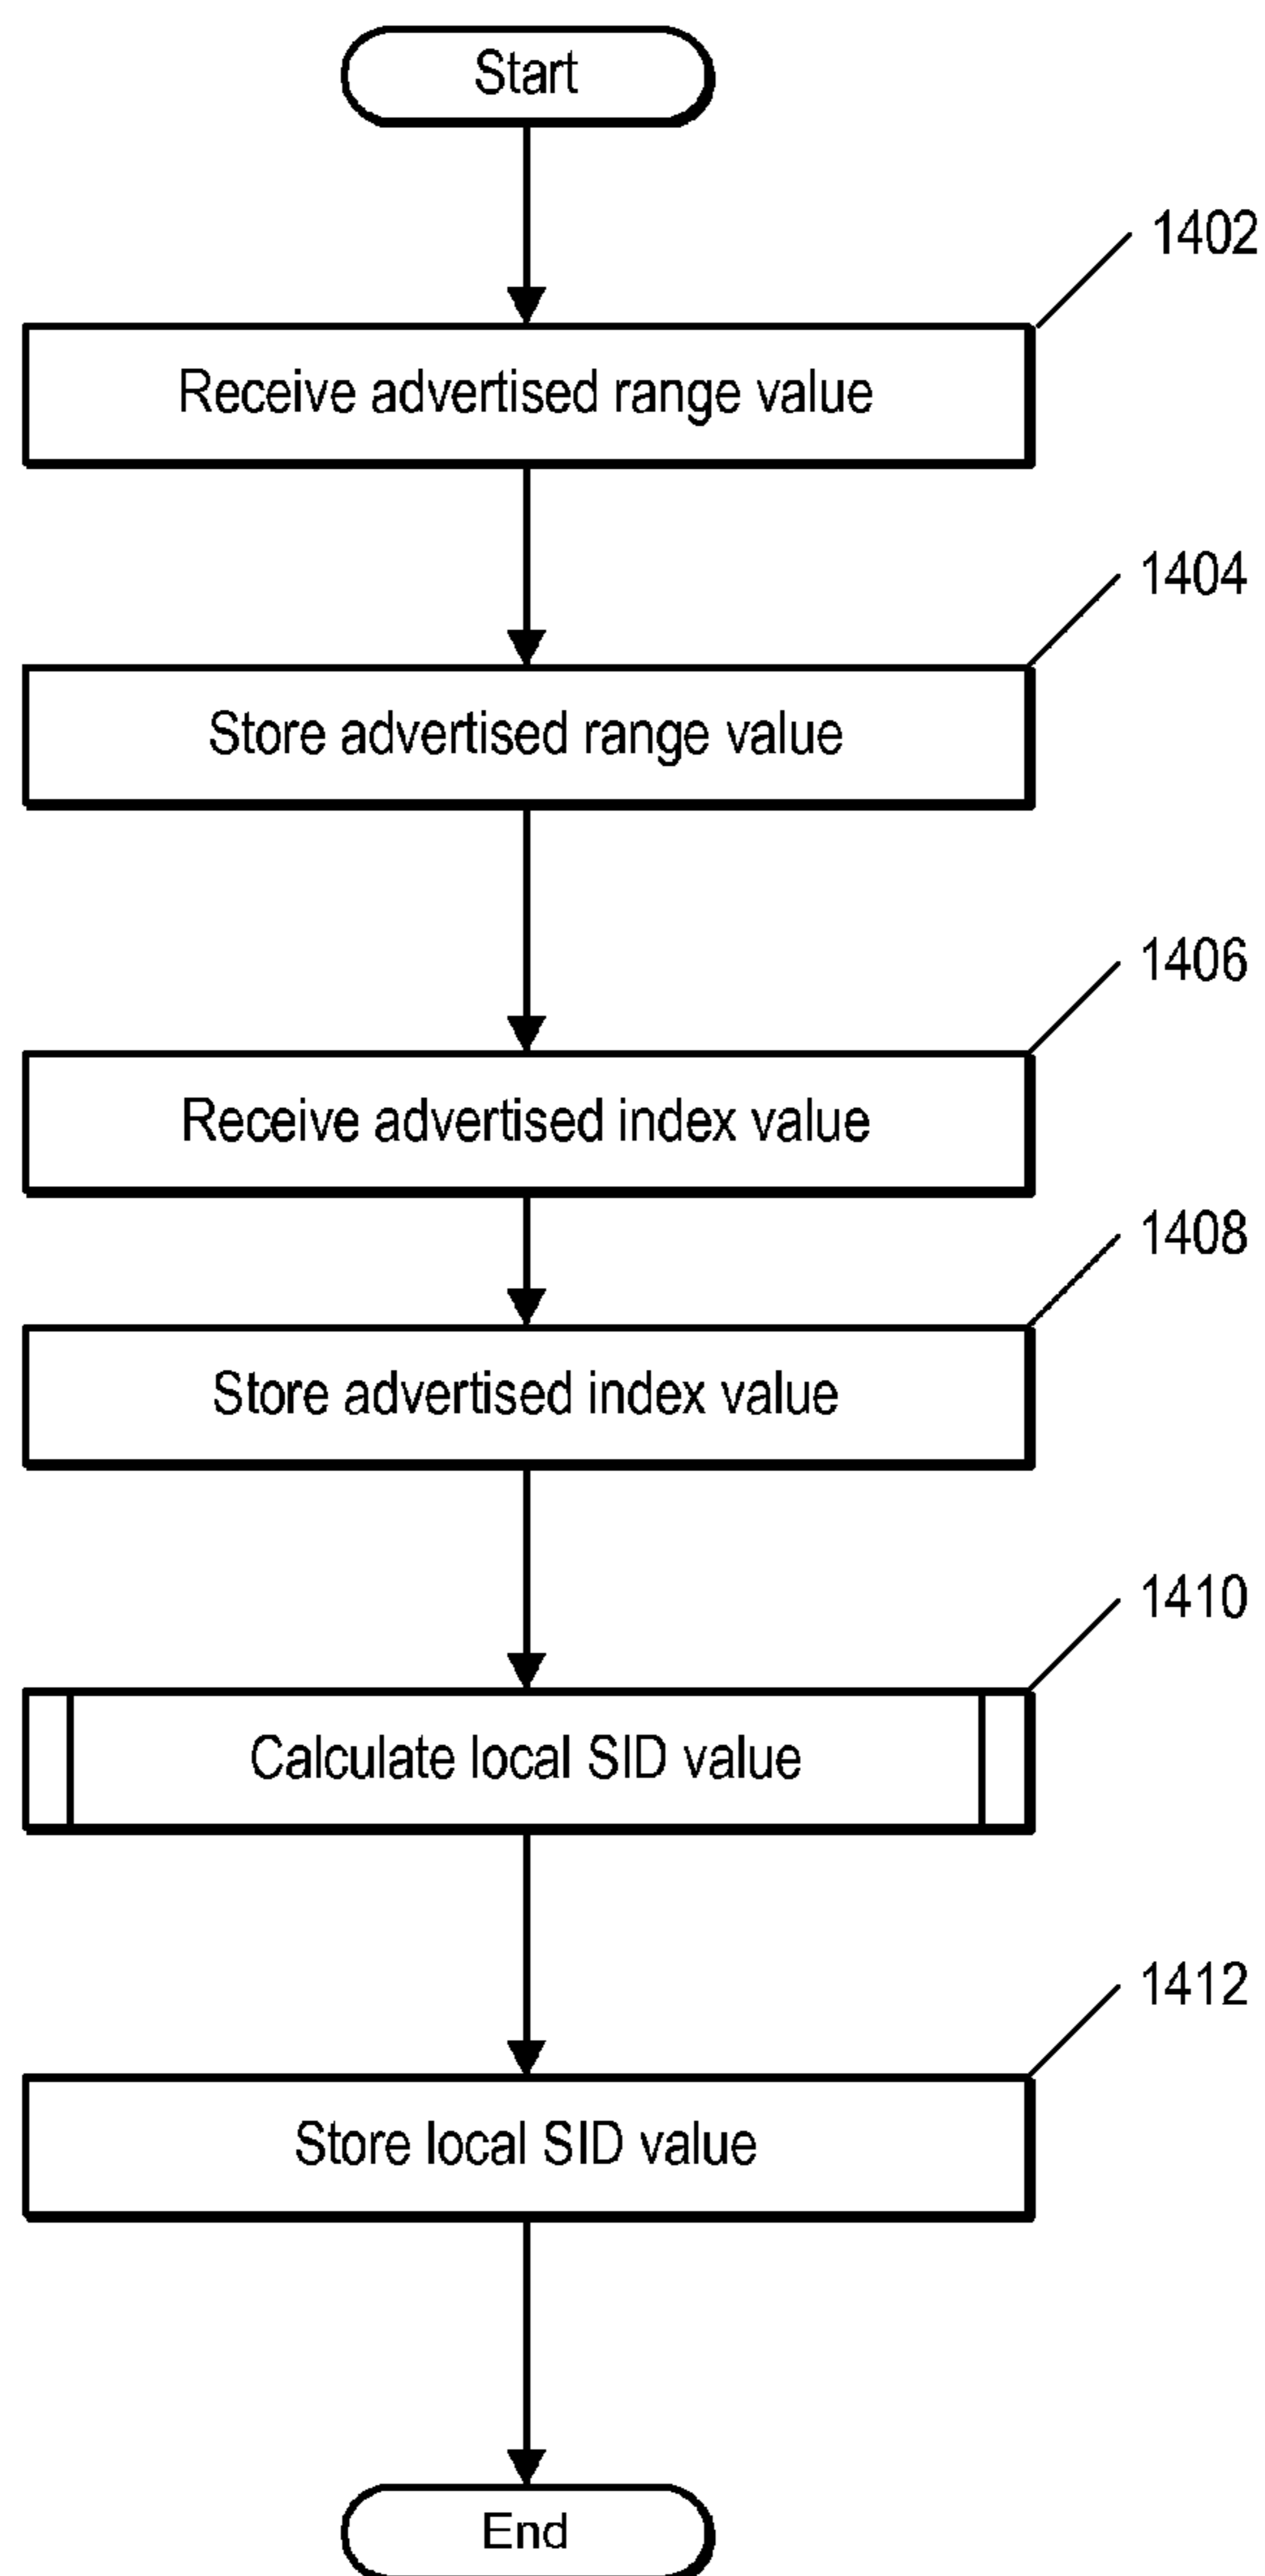 Start
1402
Receive advertised range value
1404
Store advertised range value
1406
Receive advertised index value
1408
Store advertised index value
1410
Calculate local SID value
1412
Store local SID value
End